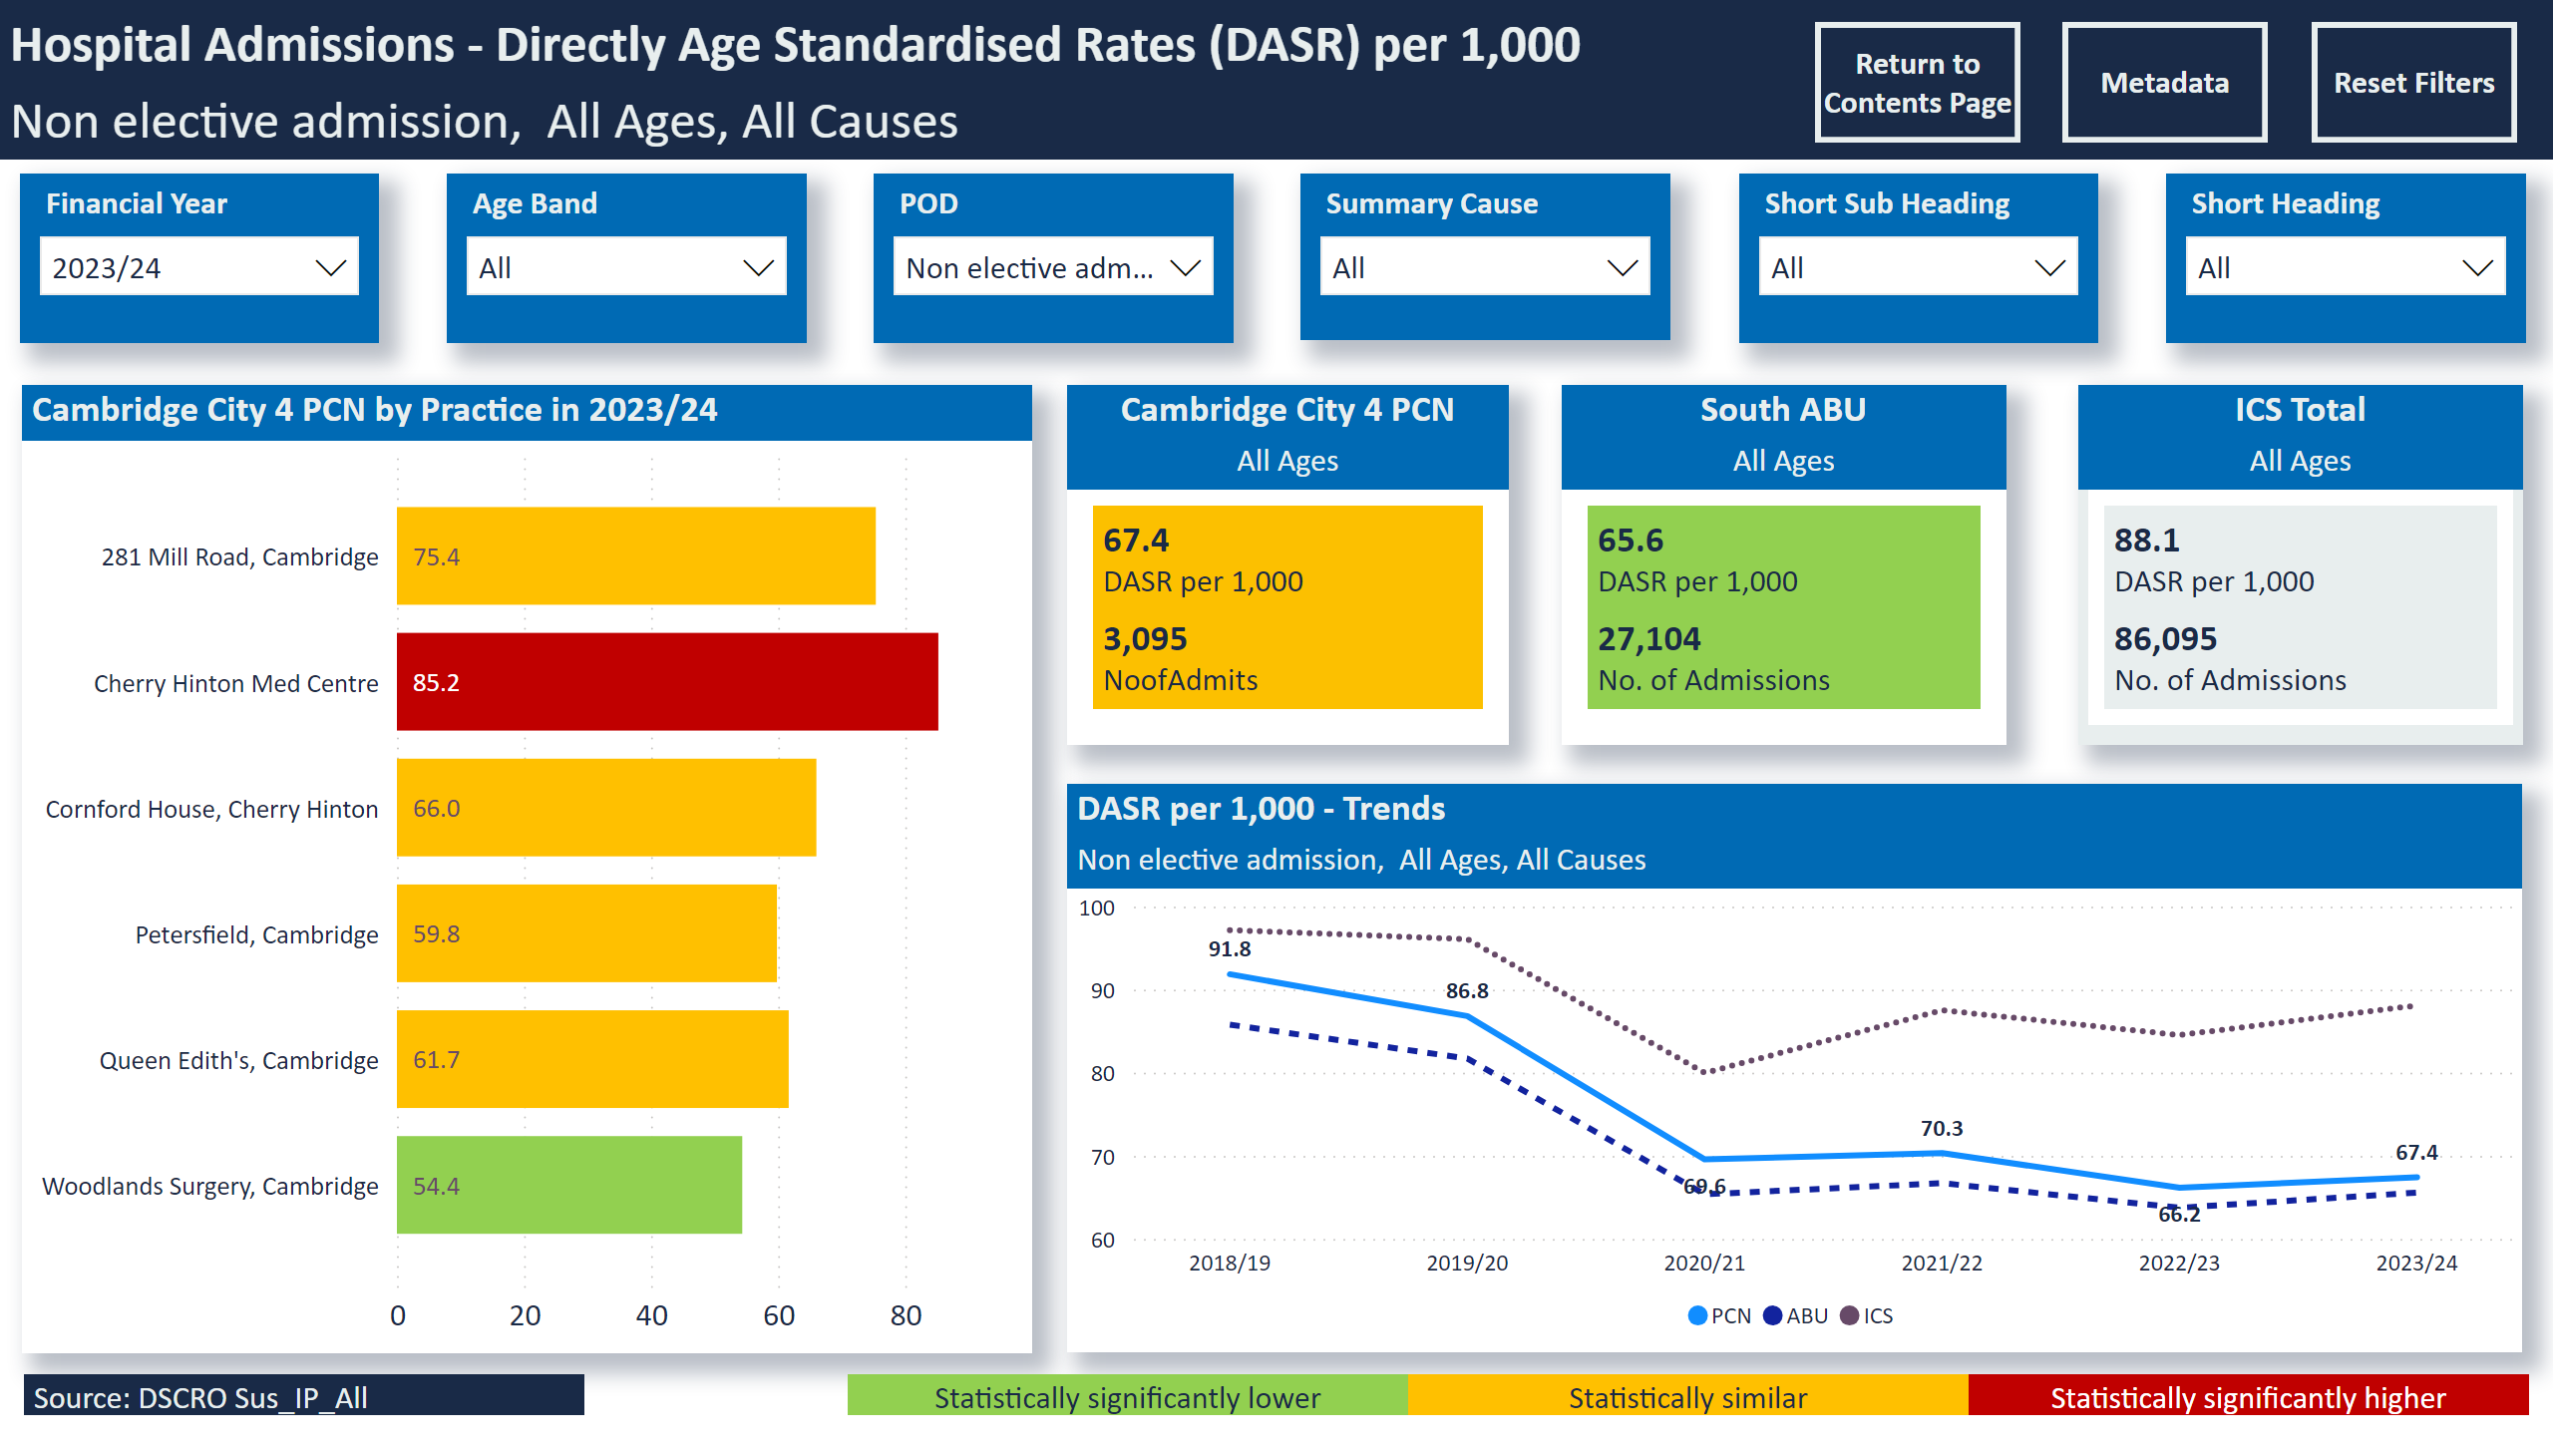 Hospital Admissions - Directly Age Standardised Rates (DASR) per 1,000
Non elective admission,  All Ages, All Causes
Return to
Contents Page
Metadata
Reset Filters
Financial Year
2023/24
Age Band
All
POD
Non elective adm...
Summary Cause
All
Short Sub Heading
All
Short Heading
All
Cambridge City 4 PCN by Practice in 2023/24
281 Mill Road, Cambridge
75.4
Cherry Hinton Med Centre
85.2
Cornford House, Cherry Hinton
66.0
Petersfield, Cambridge
59.8
Queen Edith's, Cambridge
61.7
Woodlands Surgery, Cambridge
54.4
0 20 40 60 80
Cambridge City 4 PCN
All Ages
67.4
DASR per 1,000
3,095
NoofAdmits
South ABU
All Ages
65.6
DASR per 1,000
27,104
No. of Admissions
ICS Total
All Ages
88.1
DASR per 1,000
86,095
No. of Admissions
DASR per 1,000 - Trends
Non elective admission,  All Ages, All Causes
100
90
80
70
60
91.8
86.8
69.6
70.3
66.2
67.4
2018/19 2019/20 2020/21 2021/22 2022/23 2023/24
PCN ABU ICS
Source: DSCRO Sus_IP_All
Statistically significantly lower
Statistically similar
Statistically significantly higher